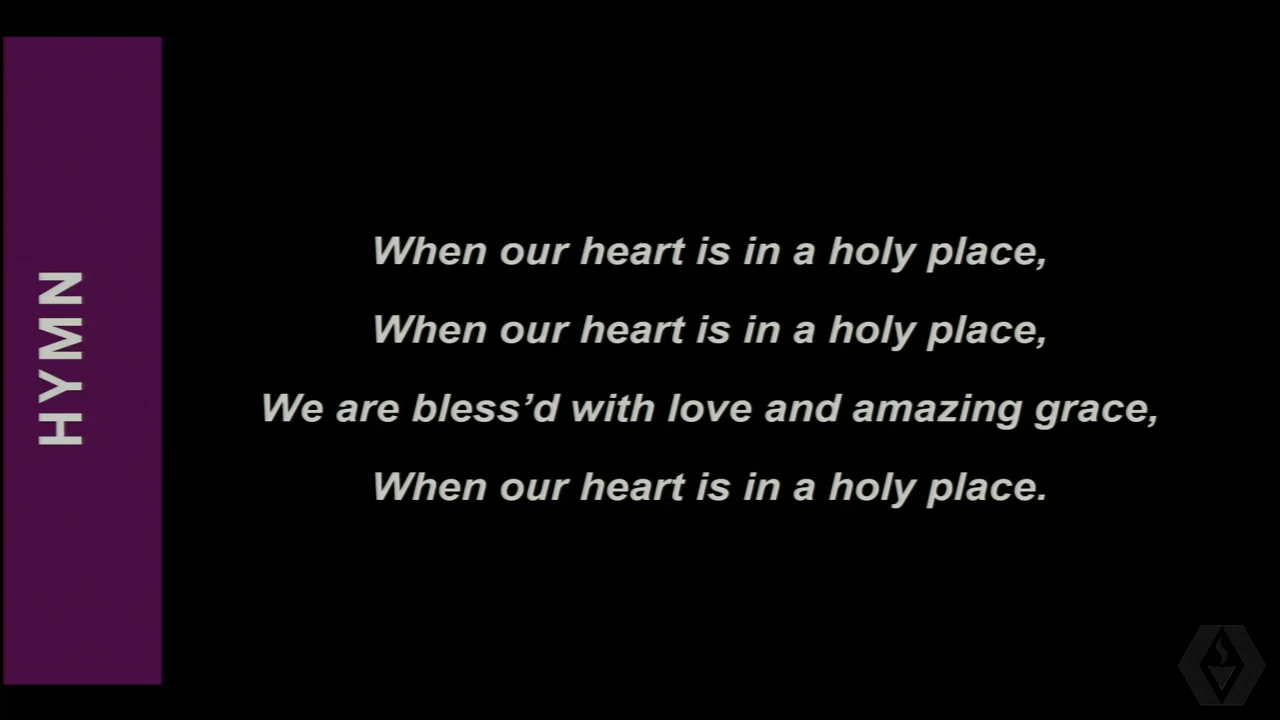 HYMN
When our heart is in a holy place,
When our heart is in a holy place,
We are bless’d with love and amazing grace,
When our heart is in a holy place.